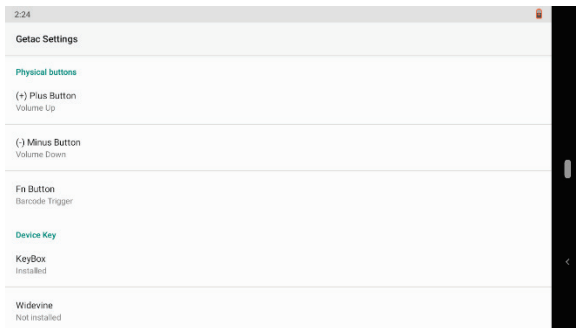 2:24
Getac Settings
Physical buttons
(+) Plus Button
Volume Up
(-) Minus Button
Volume Down
Fn Button
Barcode Trigger
Device Key
KeyBox
Installed
Widevine
Not installed